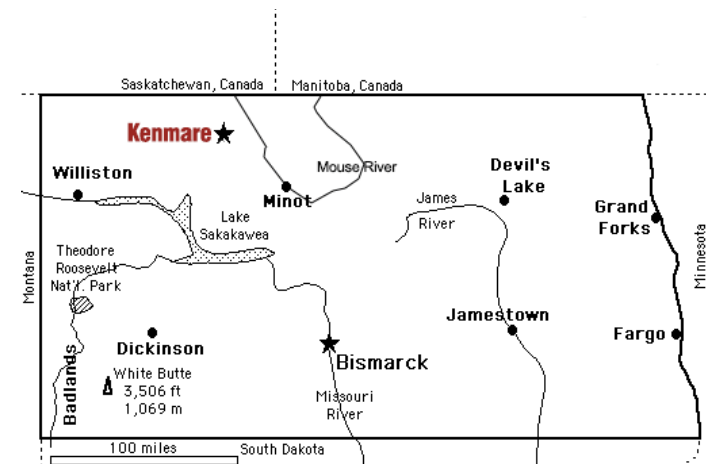 Saskatchewan, Canada
Manitoba, Canada
Kenmare
Williston
Mouse River
Devil's
Lake
Minot
James
River
Grand
Forks
Lake
Sakakawea
Theodore
Roosevelt
Nat'l. Park
Montana
Minnesota
Jamestown
Fargo
Dickinson
Bismarck
Badlands
White Butte
3,506 ft
1,069 m
Missouri
River
100 miles
South Dakota